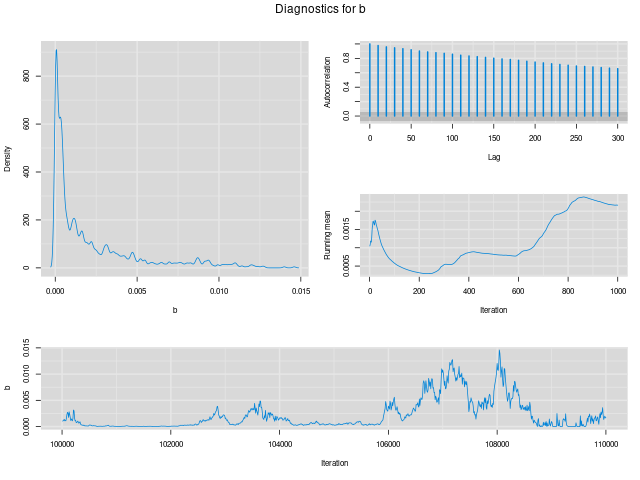 Diagnostics for b
Density
0 200 400 600 800
0.000 0.005 0.010 0.015
b
Autocorrelation
0.0 0.4 0.8
0 50 100 150 200 250 300
Lag
Running mean
0.0005 0.0015
0 200 400 600 800 1000
Iteration
b
0.000 0.005 0.010 0.015
100000 102000 104000 106000 108000 110000
Iteration